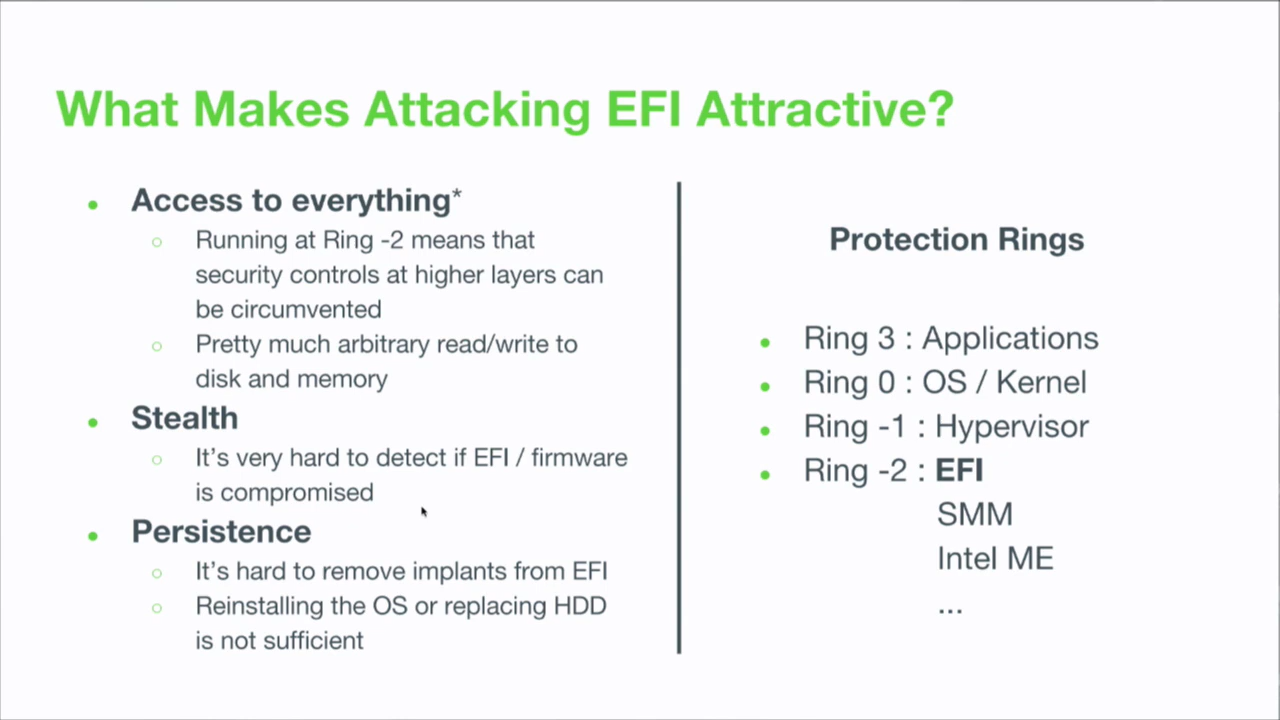 What Makes Attacking EFI Attractive?
Access to everything*
Running at Ring -2 means that
security controls at higher layers can
be circumvented
Pretty much arbitrary read/write to
disk and memory
Stealth
It's very hard to detect if EFI / firmware
is compromised
Persistence
It's hard to remove implants from EFI
Reinstalling the OS or replacing HDD
is not sufficient
Protection Rings
Ring 3 : Applications
Ring 0 : OS / Kernel
Ring -1 : Hypervisor
Ring -2 : EFI
SMM
Intel ME
...